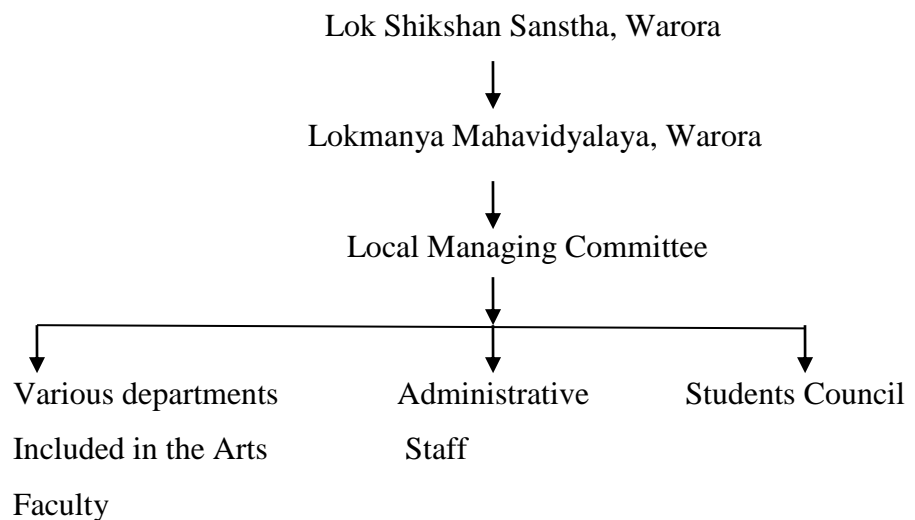 Lok Shikshan Sanstha, Warora
Lokmanya Mahavidyalaya, Warora
Local Managing Committee
Various departments
Included in the Arts
Faculty
Administrative
Staff
Students Council